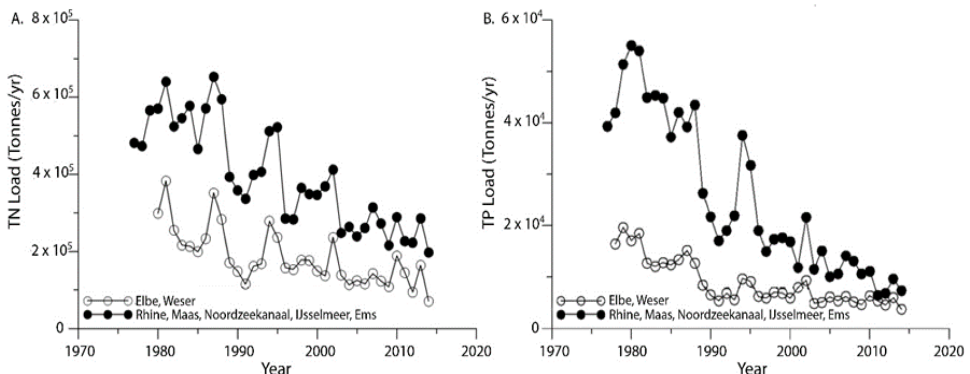 A.
8 x 10⁵
6 x 10⁵
4 x 10⁵
2 x 10⁵
0
TN Load (Tonnes/yr)
Elbe, Weser
Rhine, Maas, Noordzeekanaal, IJsselmeer, Ems
1970 1980 1990 2000 2010 2020
Year
B.
6 x 10⁴
4 x 10⁴
2 x 10⁴
0
TP Load (Tonnes/yr)
Elbe, Weser
Rhine, Maas, Noordzeekanaal, IJsselmeer, Ems
1970 1980 1990 2000 2010 2020
Year